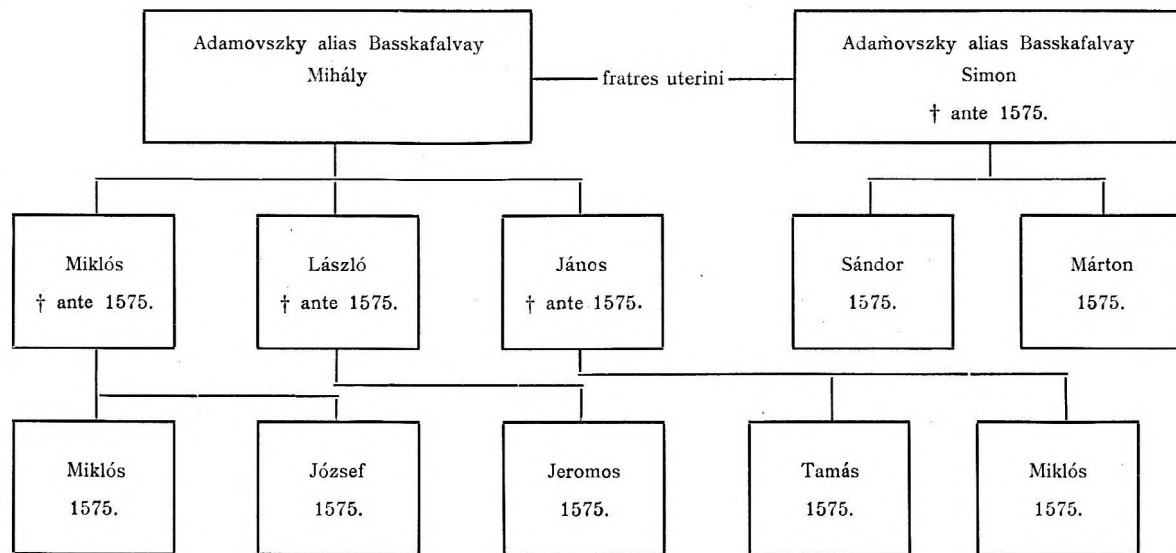 Adamovszky alias Basskafalvay
Mihály
fratres uterini
Adamovszky alias Basskafalvay
Simon
† ante 1575.
Miklós
† ante 1575.
László
† ante 1575.
János
† ante 1575.
Sándor
1575.
Márton
1575.
Miklós
1575.
József
1575.
Jeromos
1575.
Tamás
1575.
Miklós
1575.